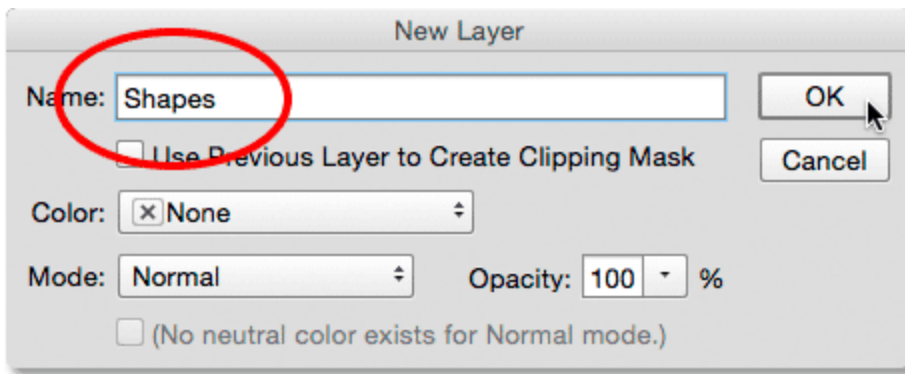 New Layer
Name: Shapes OK
Use Previous Layer to Create Clipping Mask Cancel
Color: None
Mode: Normal Opacity: 100 %
(No neutral color exists for Normal mode.)